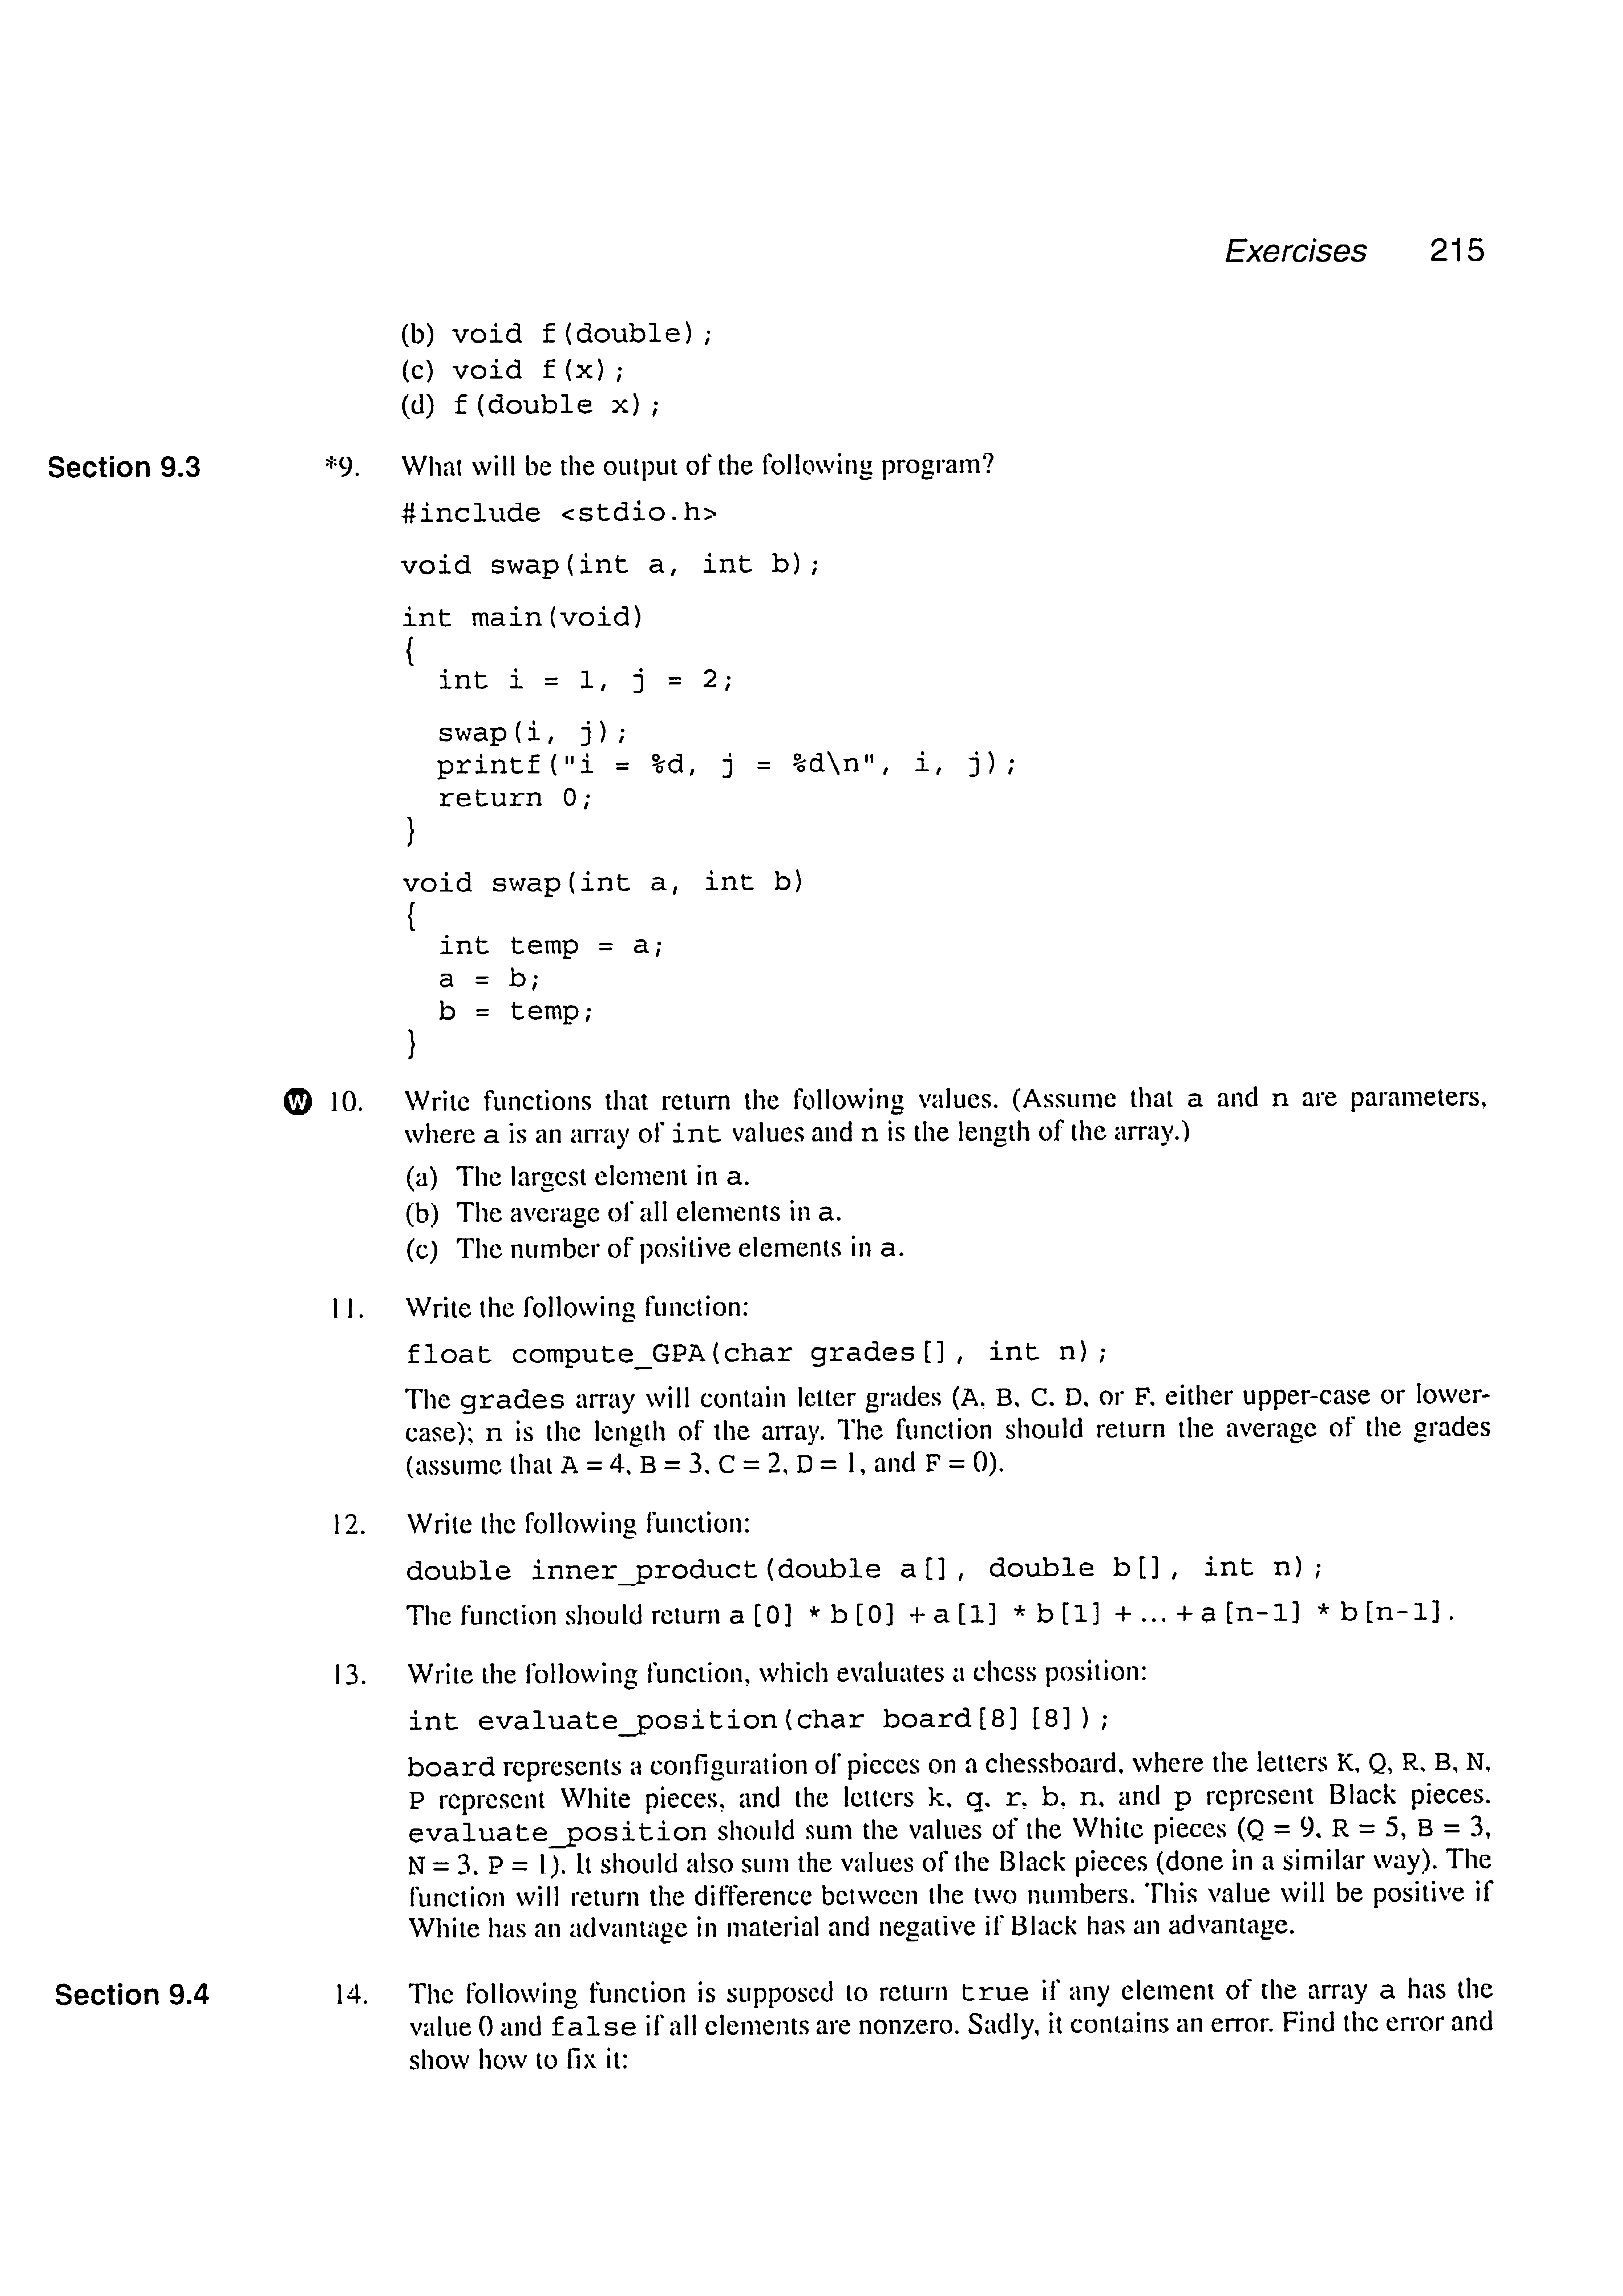 Exercises 215
(b) void f(double);
(c) void f(x);
(d) f(double x);
Section 9.3 *9. What will be the output of the following program?
#include <stdio.h>
void swap(int a, int b);
int main(void)
{
  int i = 1, j = 2;
  swap(i, j);
  printf("i = %d, j = %d\n", i, j);
  return 0;
}
void swap(int a, int b)
{
  int temp = a;
  a = b;
  b = temp;
}
W 10. Write functions that return the following values. (Assume that a and n are parameters,
where a is an array of int values and n is the length of the array.)
(a) The largest element in a.
(b) The average of all elements in a.
(c) The number of positive elements in a.
11. Write the following function:
float compute_GPA(char grades[], int n);
The grades array will contain letter grades (A, B, C, D, or F, either upper-case or lower-
case); n is the length of the array. The function should return the average of the grades
(assume that A = 4, B = 3, C = 2, D = 1, and F = 0).
12. Write the following function:
double inner_product(double a[], double b[], int n);
The function should return a[0] * b[0] + a[1] * b[1] + ... + a[n-1] * b[n-1].
13. Write the following function, which evaluates a chess position:
int evaluate_position(char board[8][8]);
board represents a configuration of pieces on a chessboard, where the letters K, Q, R, B, N,
P represent White pieces, and the letters k, q, r, b, n, and p represent Black pieces.
evaluate_position should sum the values of the White pieces (Q = 9, R = 5, B = 3,
N = 3, P = 1). It should also sum the values of the Black pieces (done in a similar way). The
function will return the difference between the two numbers. This value will be positive if
White has an advantage in material and negative if Black has an advantage.
Section 9.4 14. The following function is supposed to return true if any element of the array a has the
value 0 and false if all elements are nonzero. Sadly, it contains an error. Find the error and
show how to fix it: